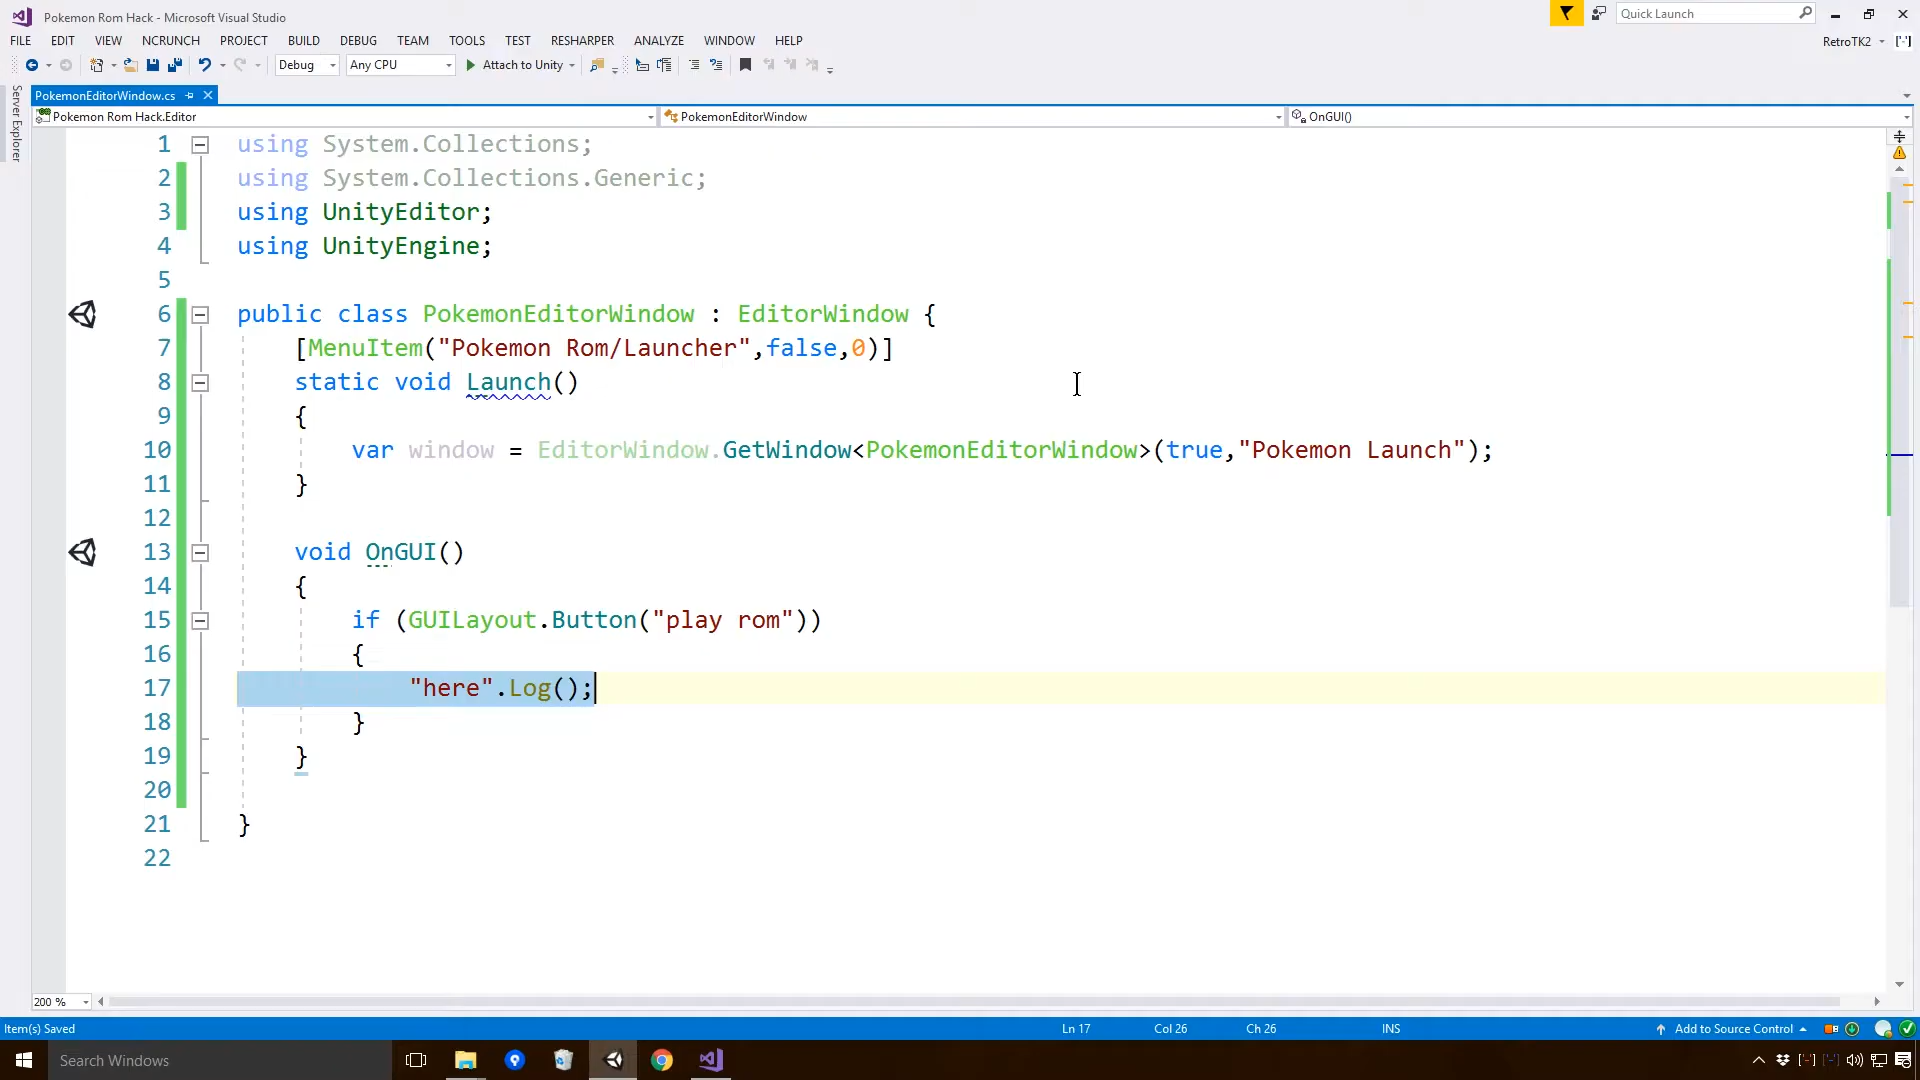 Pokemon Rom Hack - Microsoft Visual Studio
Quick Launch
FILE EDIT VIEW NCRUNCH PROJECT BUILD DEBUG TEAM TOOLS TEST RESHARPER ANALYZE WINDOW HELP
RetroTK2
Debug Any CPU Attach to Unity
Server Explorer
PokemonEditorWindow.cs
Pokemon Rom Hack.Editor PokemonEditorWindow OnGUI()
1 using System.Collections;
2 using System.Collections.Generic;
3 using UnityEditor;
4 using UnityEngine;
5
6 public class PokemonEditorWindow : EditorWindow {
7 [MenuItem("Pokemon Rom/Launcher",false,0)]
8 static void Launch()
9 {
10 var window = EditorWindow.GetWindow<PokemonEditorWindow>(true,"Pokemon Launch");
11 }
12
13 void OnGUI()
14 {
15 if (GUILayout.Button("play rom"))
16 {
17 "here".Log();
18 }
19 }
20
21 }
22
200 %
Item(s) Saved Ln 17 Col 26 Ch 26 INS Add to Source Control
Search Windows